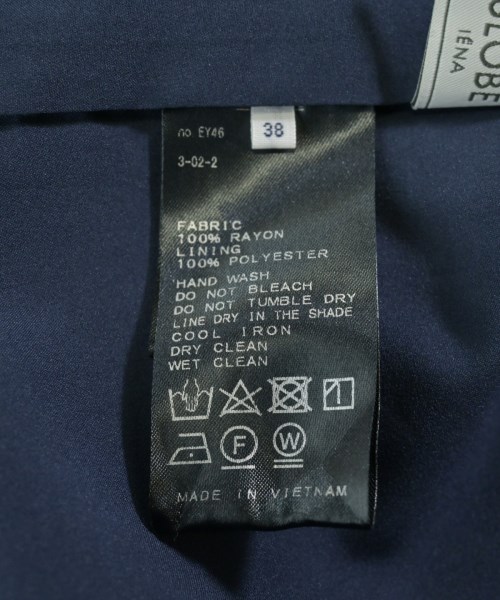 LOBE
IÉNA
no. EY46
38
3-02-2
FABRIC
100% RAYON
LINING
100% POLYESTER
HAND WASH
DO NOT BLEACH
DO NOT TUMBLE DRY
LINE DRY IN THE SHADE
COOL IRON
DRY CLEAN
WET CLEAN
F W
MADE IN VIETNAM